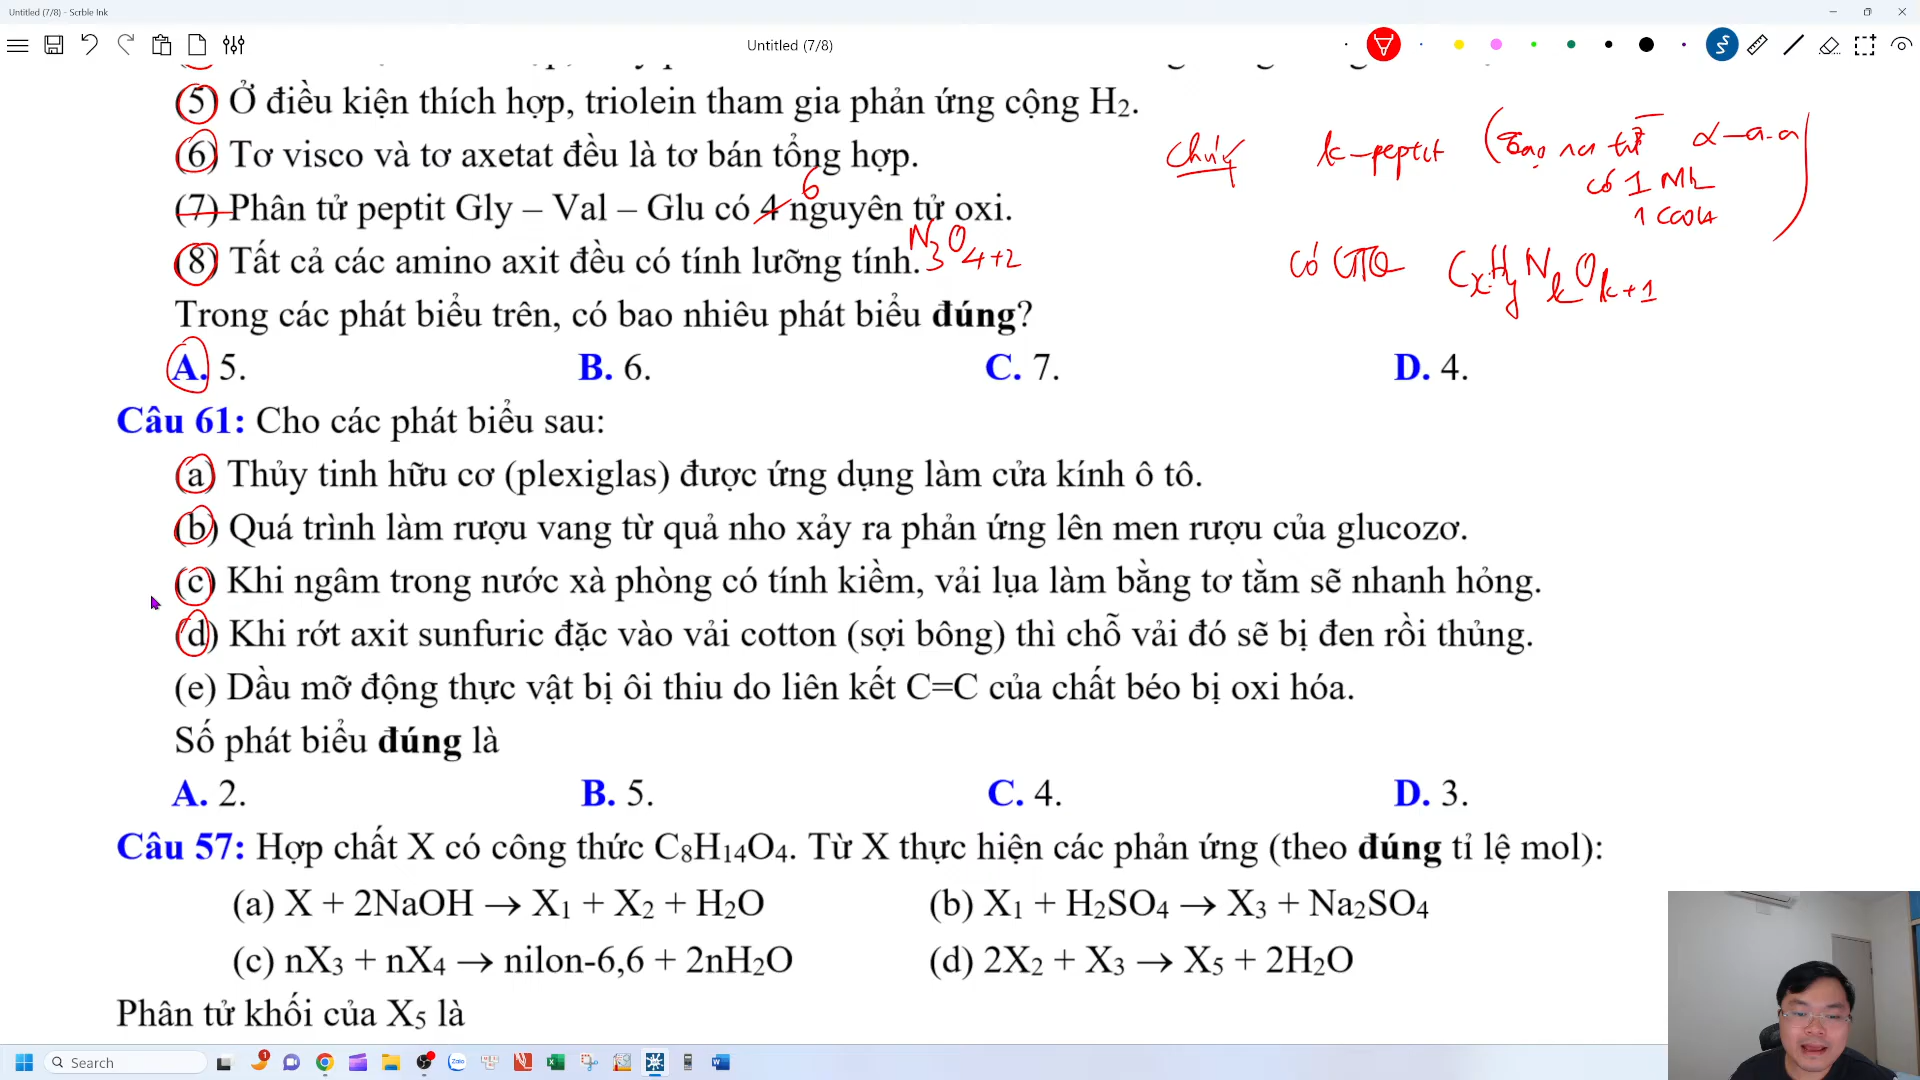 Untitled (7/8) - Scrble Ink
Untitled (7/8)
(5) Ở điều kiện thích hợp, triolein tham gia phản ứng cộng H₂.
(6) Tơ visco và tơ axetat đều là tơ bán tổng hợp.
6
(7) Phân tử peptit Gly – Val – Glu có 4 nguyên tử oxi.
N₃O₄₊₂
(8) Tất cả các amino axit đều có tính lưỡng tính.
Trong các phát biểu trên, có bao nhiêu phát biểu đúng?
A. 5. B. 6. C. 7. D. 4.
k-peptit (tạo ra từ α-a.a
có 1 NH₂
1 COOH
có CTTQ CₓHᵧNₖOₖ₊₁
Câu 61: Cho các phát biểu sau:
(a) Thủy tinh hữu cơ (plexiglas) được ứng dụng làm cửa kính ô tô.
(b) Quá trình làm rượu vang từ quả nho xảy ra phản ứng lên men rượu của glucozơ.
(c) Khi ngâm trong nước xà phòng có tính kiềm, vải lụa làm bằng tơ tằm sẽ nhanh hỏng.
(d) Khi rớt axit sunfuric đặc vào vải cotton (sợi bông) thì chỗ vải đó sẽ bị đen rồi thủng.
(e) Dầu mỡ động thực vật bị ôi thiu do liên kết C=C của chất béo bị oxi hóa.
Số phát biểu đúng là
A. 2. B. 5. C. 4. D. 3.
Câu 57: Hợp chất X có công thức C₈H₁₄O₄. Từ X thực hiện các phản ứng (theo đúng tỉ lệ mol):
(a) X + 2NaOH → X₁ + X₂ + H₂O (b) X₁ + H₂SO₄ → X₃ + Na₂SO₄
(c) nX₃ + nX₄ → nilon-6,6 + 2nH₂O (d) 2X₂ + X₃ → X₅ + 2H₂O
Phân tử khối của X₅ là
Search